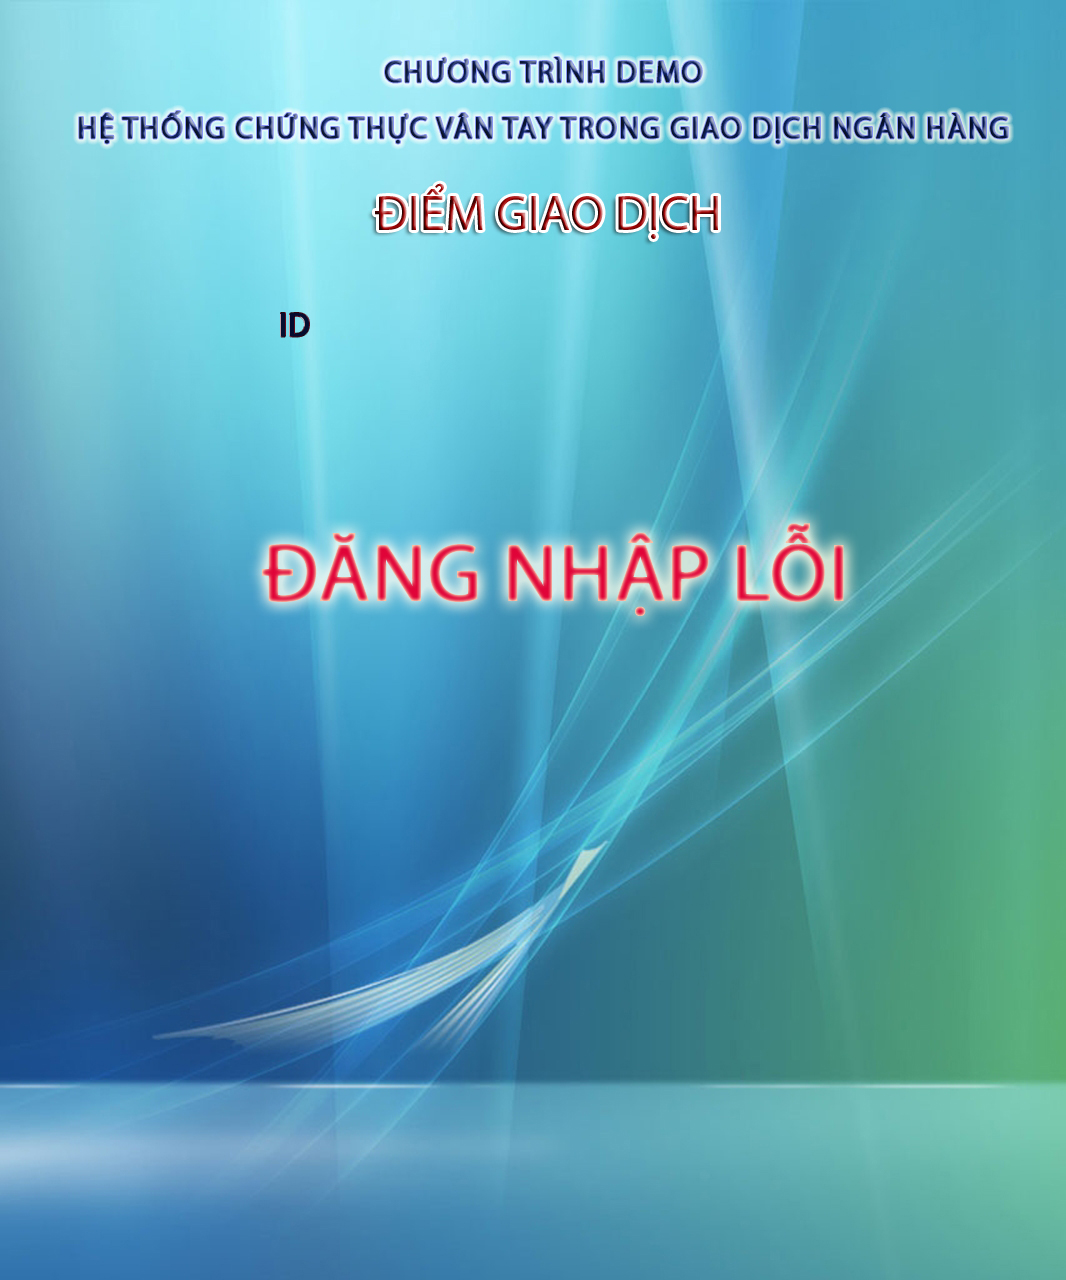 CHƯƠNG TRÌNH DEMO
HỆ THỐNG CHỨNG THỰC VÂN TAY TRONG GIAO DỊCH NGÂN HÀNG
ĐIỂM GIAO DỊCH
ID
ĐĂNG NHẬP LỖI